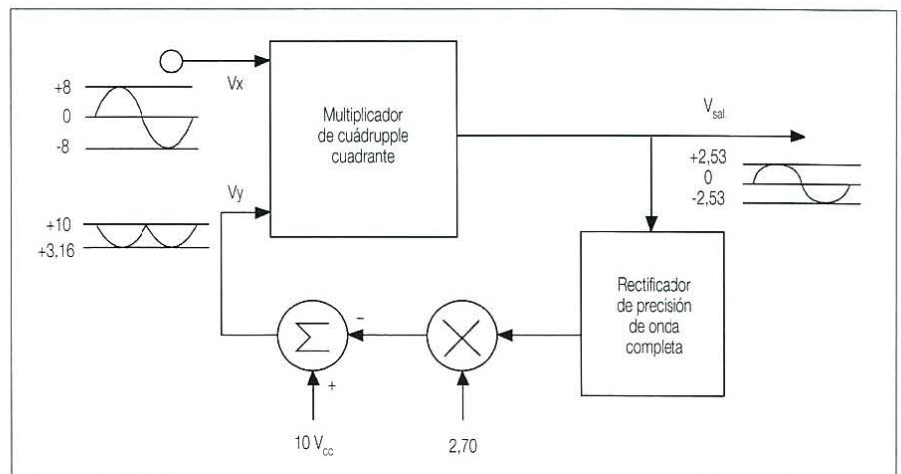 +8
0
-8
Vx
Multiplicador
de cuádrupple
cuadrante
V sal.
+2,53
0
-2,53
Vy
+10
+3,16
Rectificador
de precisión
de onda
completa
Σ
−
+
10 Vcc
2,70